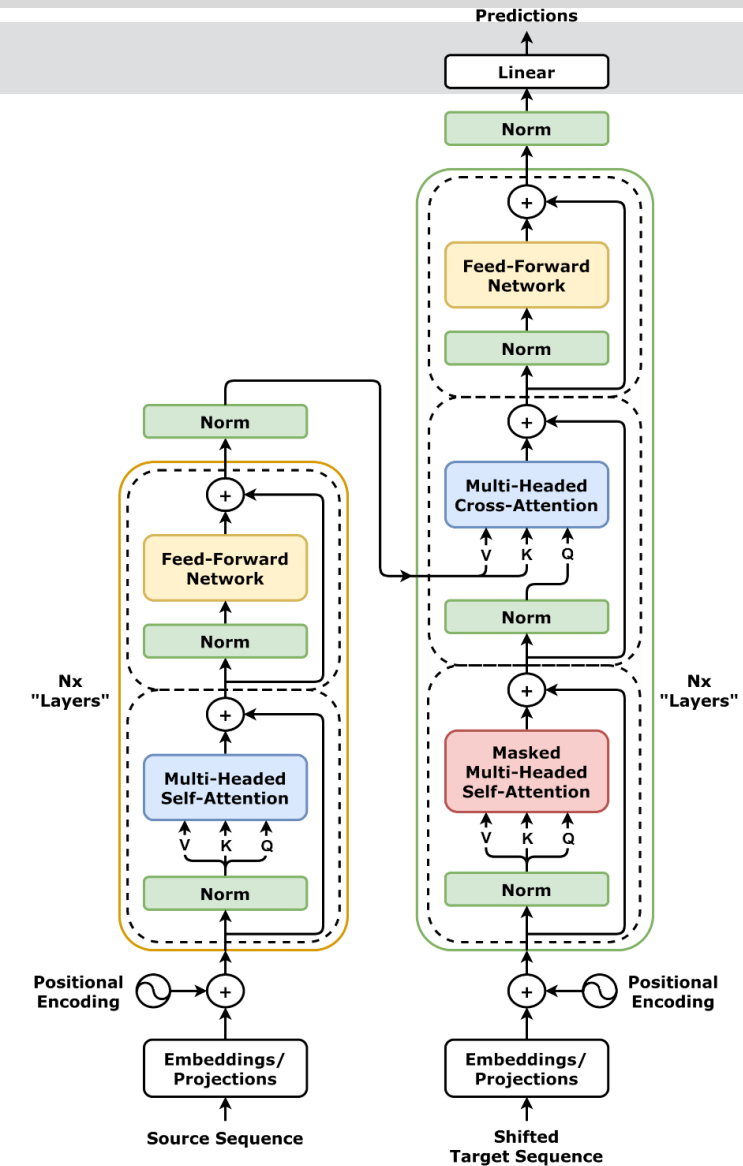 Predictions
Linear
Norm
+
Feed-Forward
Network
Norm
+
Multi-Headed
Cross-Attention
V K Q
Norm
+
Masked
Multi-Headed
Self-Attention
V K Q
Norm
Nx
"Layers"
+
Positional
Encoding
Embeddings/
Projections
Shifted
Target Sequence
Norm
+
Feed-Forward
Network
Norm
+
Multi-Headed
Self-Attention
V K Q
Norm
Nx
"Layers"
Positional
Encoding
+
Embeddings/
Projections
Source Sequence